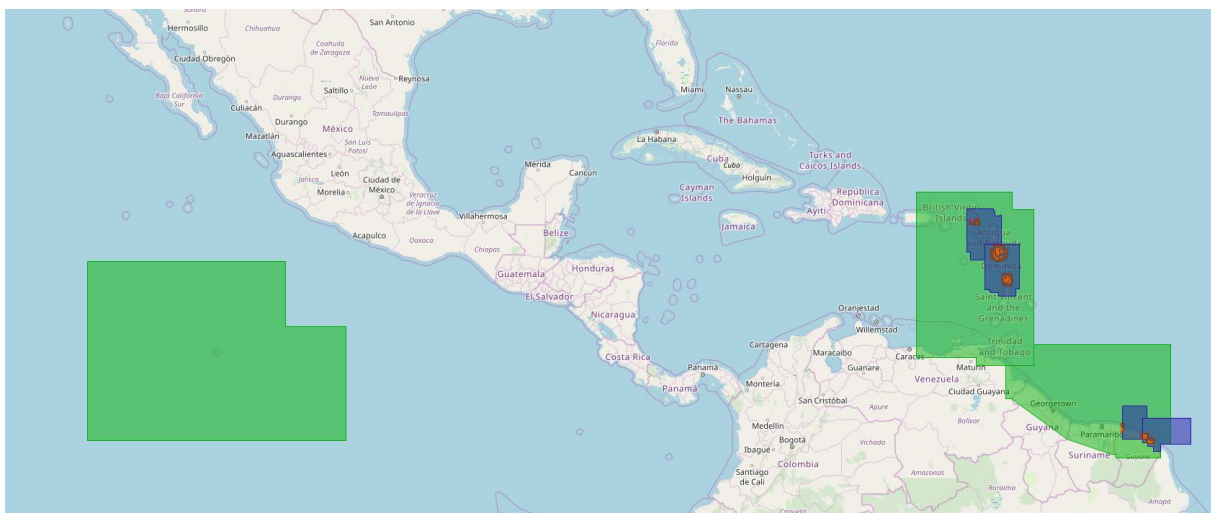 San Antonio
Hermosillo
Chihuahua
Ciudad Obregón
Coahuila
de Zaragoza
Florida
Nuevo
León
Reynosa
Saltillo
Miami
Nassau
Baja California
Sur
Culiacán
Durango
Durango
Tamaulipas
The Bahamas
Mazatlán
México
San Luis
Potosí
La Habana
Aguascalientes
Cuba
Cuba
Turks and
Caicos Islands
Mérida
Cancún
Holguín
León
Jalisco
Ciudad de
México
Morelia
Cayman
Islands
República
Dominicana
Ayiti
Veracruz
de Ignacio
de la Llave
British Virgin
Islands
Villahermosa
Jamaica
Acapulco
Oaxaca
Chiapas
Belize
Antigua
and Barbuda
Guatemala
Honduras
Dominica
El Salvador
Saint Vincent
and the
Grenadines
Nicaragua
Oranjestad
Willemstad
Trinidad
and Tobago
Costa Rica
Cartagena
Maracaibo
Caracas
Panamá
Guanare
Maturín
Panamá
Montería
Venezuela
Ciudad Guayana
San Cristóbal
Apure
Bolívar
Georgetown
Medellín
Guyana
Paramaribo
Bogotá
Vichada
Ibagué
Suriname
Guyane
Colombia
Santiago
de Cali
Amazonas
Roraima
Amapá
Caquetá